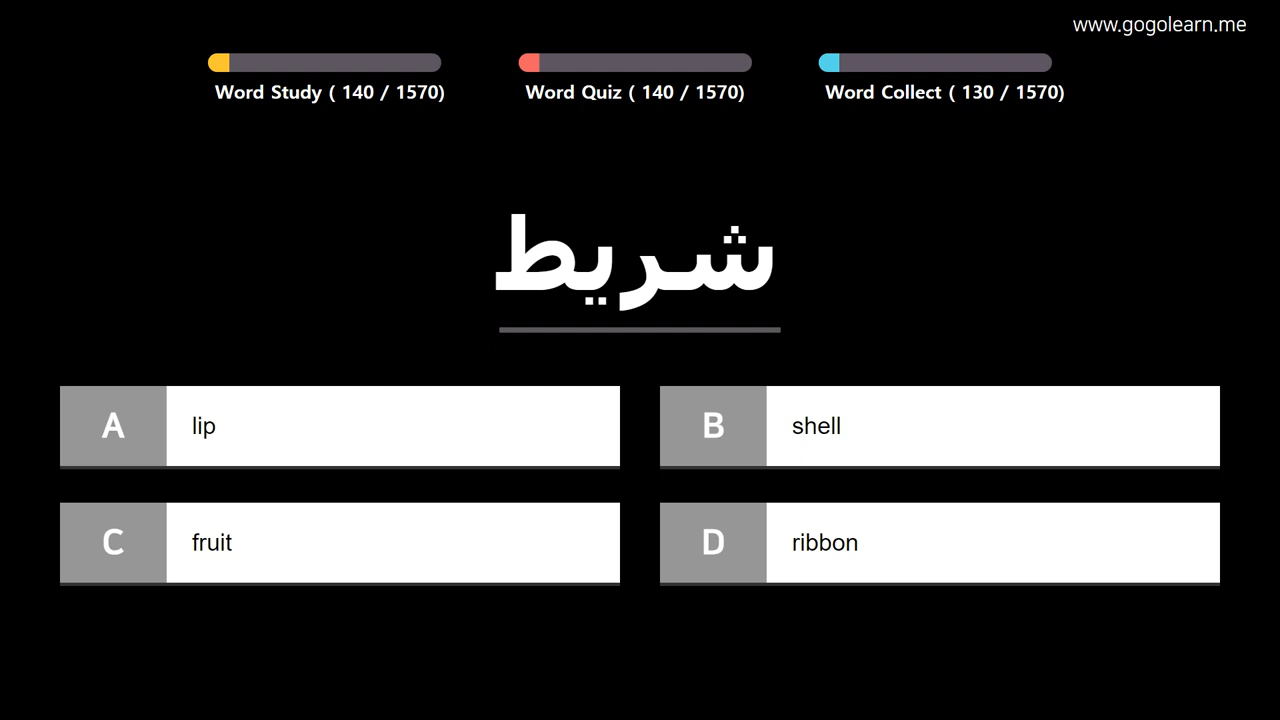 www.gogolearn.me
Word Study ( 140 / 1570)
Word Quiz ( 140 / 1570)
Word Collect ( 130 / 1570)
شريط
A lip
B shell
C fruit
D ribbon